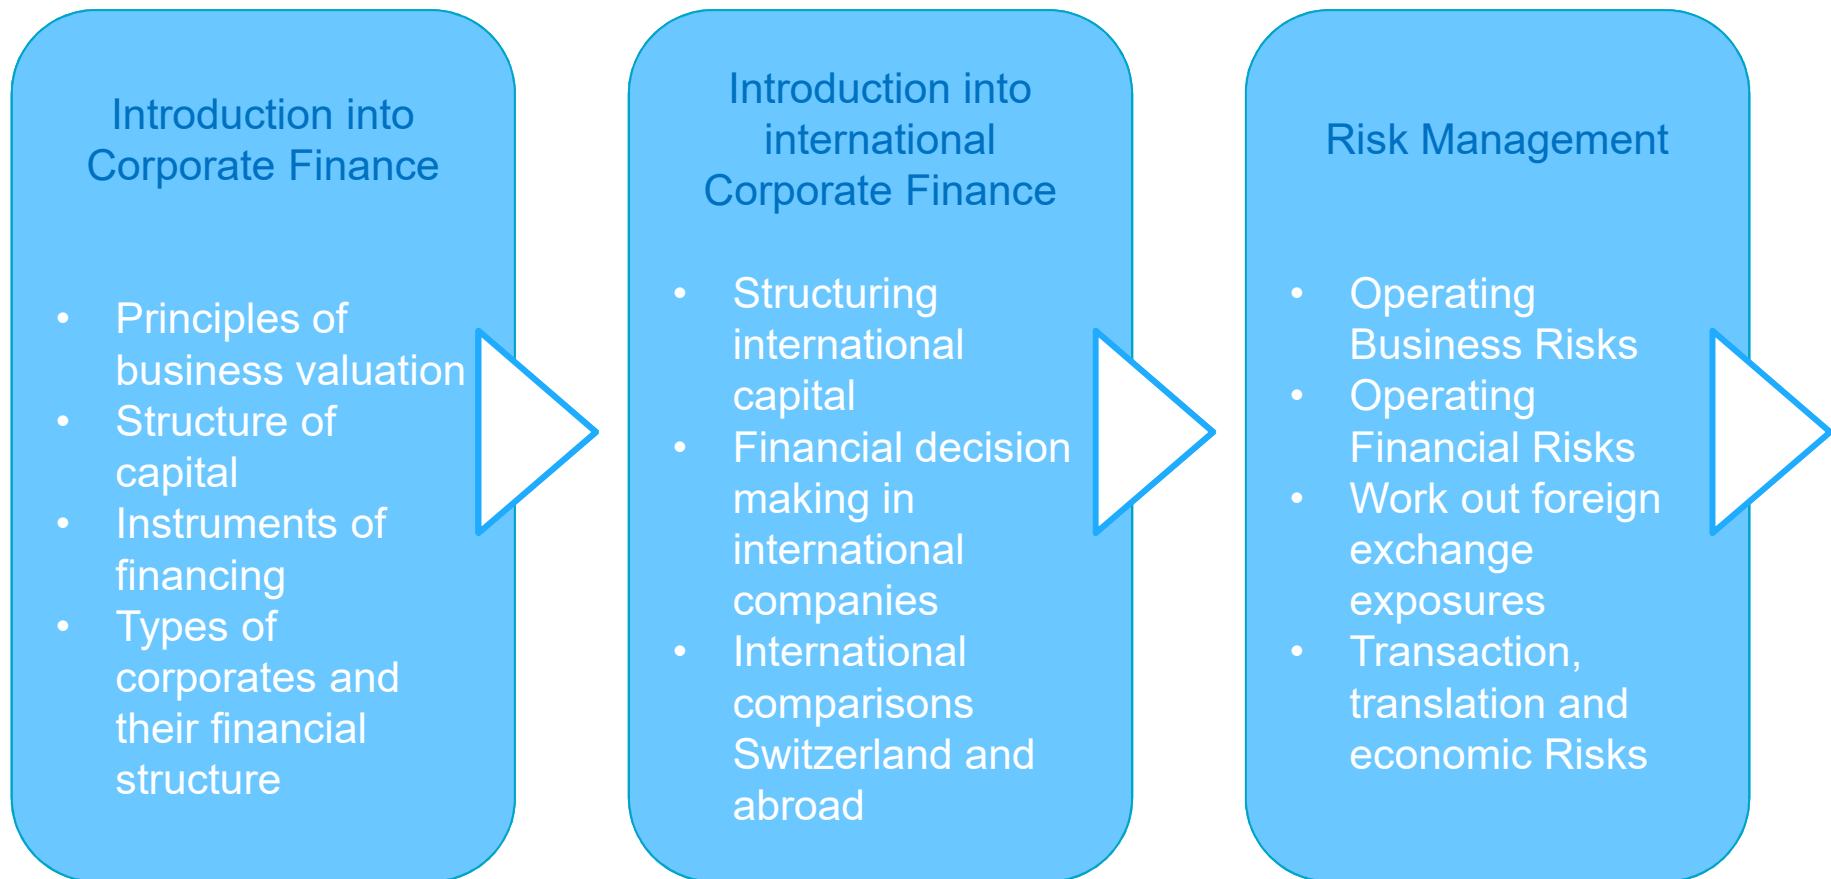 Introduction into
Corporate Finance
• Principles of
business valuation
• Structure of
capital
• Instruments of
financing
• Types of
corporates and
their financial
structure
Introduction into
international
Corporate Finance
• Structuring
international
capital
• Financial decision
making in
international
companies
• International
comparisons
Switzerland and
abroad
Risk Management
• Operating
Business Risks
• Operating
Financial Risks
• Work out foreign
exchange
exposures
• Transaction,
translation and
economic Risks